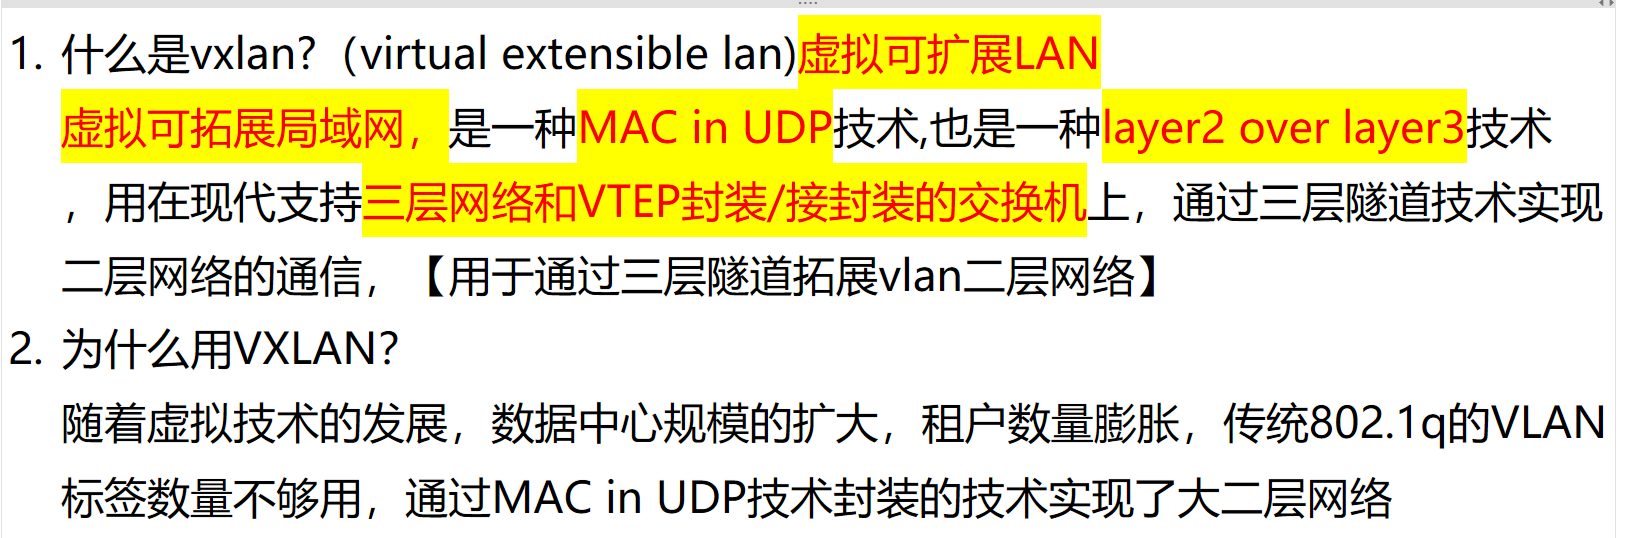 1. 什么是vxlan?（virtual extensible lan)虚拟可扩展LAN
虚拟可拓展局域网，是一种MAC in UDP技术,也是一种layer2 over layer3技术
，用在现代支持三层网络和VTEP封装/接封装的交换机上，通过三层隧道技术实现
二层网络的通信，【用于通过三层隧道拓展vlan二层网络】
2. 为什么用VXLAN?
随着虚拟技术的发展，数据中心规模的扩大，租户数量膨胀，传统802.1q的VLAN
标签数量不够用，通过MAC in UDP技术封装的技术实现了大二层网络